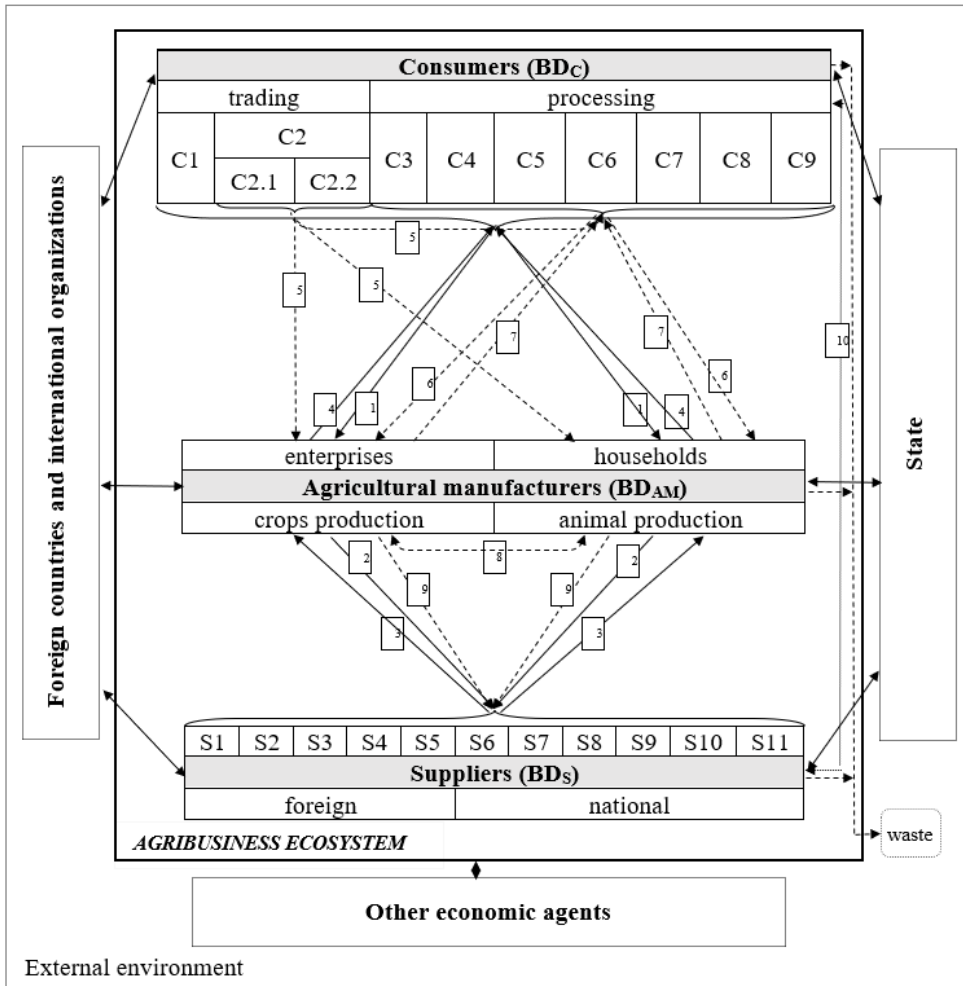 Consumers (BDC)
trading
processing
C1
C2
C2.1
C2.2
C3
C4
C5
C6
C7
C8
C9
5
5
5
7
6
4
1
7
6
1
4
10
Foreign countries and international organizations
State
enterprises
households
Agricultural manufacturers (BDAM)
crops production
animal production
2
8
2
9
9
3
3
S1
S2
S3
S4
S5
S6
S7
S8
S9
S10
S11
Suppliers (BDS)
foreign
national
AGRIBUSINESS ECOSYSTEM
waste
Other economic agents
External environment